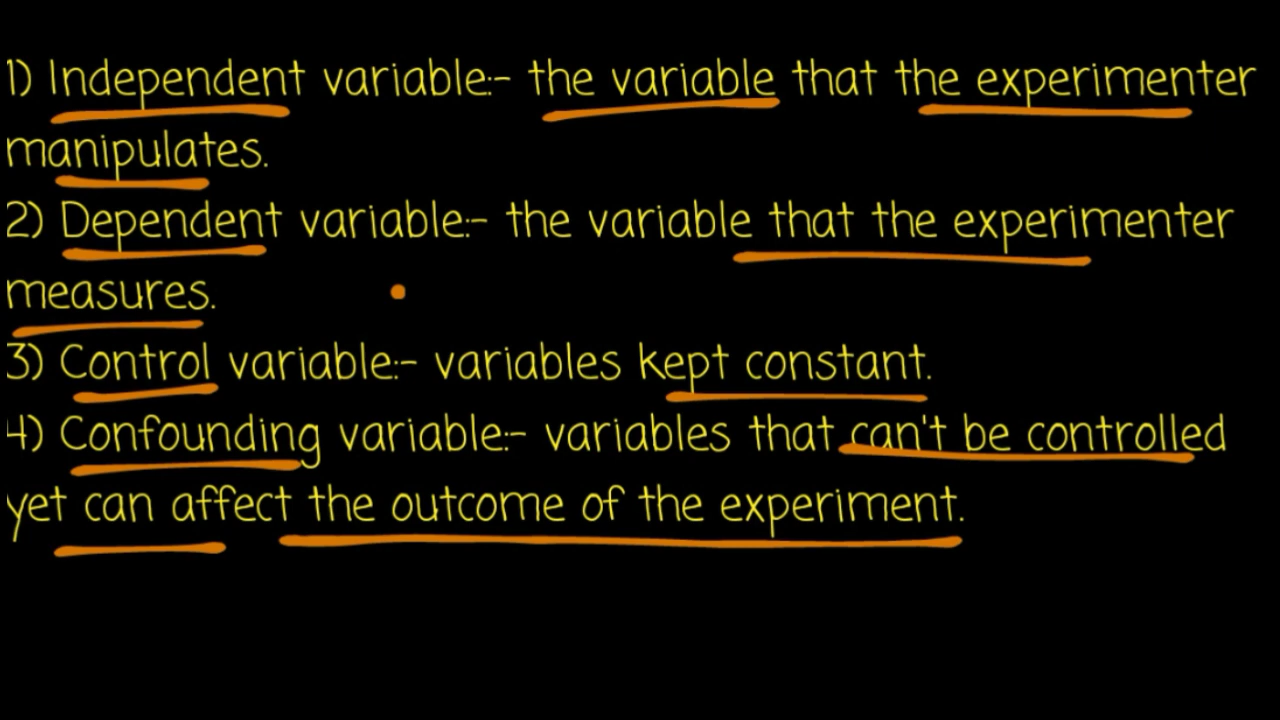 1) Independent variable:- the variable that the experimenter
manipulates.
2) Dependent variable:- the variable that the experimenter
measures.
3) Control variable:- variables kept constant.
4) Confounding variable:- variables that can't be controlled
yet can affect the outcome of the experiment.